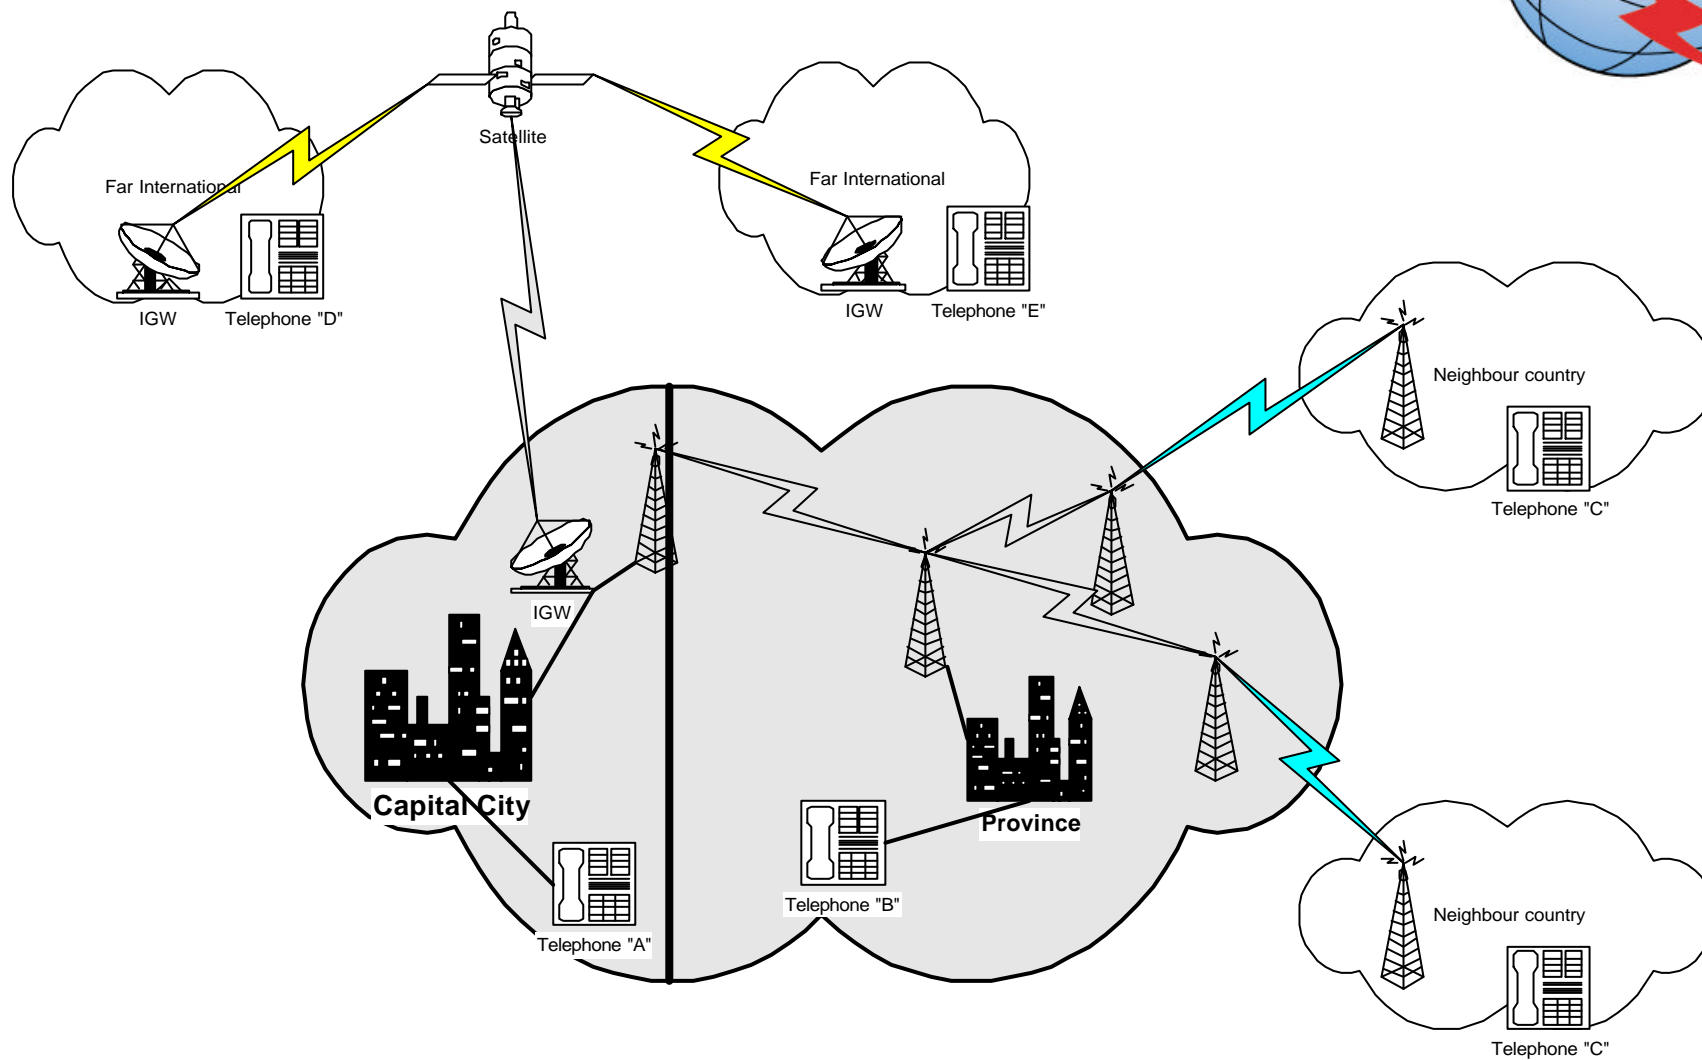 Satellite
Far International
Far International
IGW
Telephone "D"
IGW
Telephone "E"
Neighbour country
Telephone "C"
IGW
Capital City
Province
Telephone "B"
Telephone "A"
Neighbour country
Telephone "C"